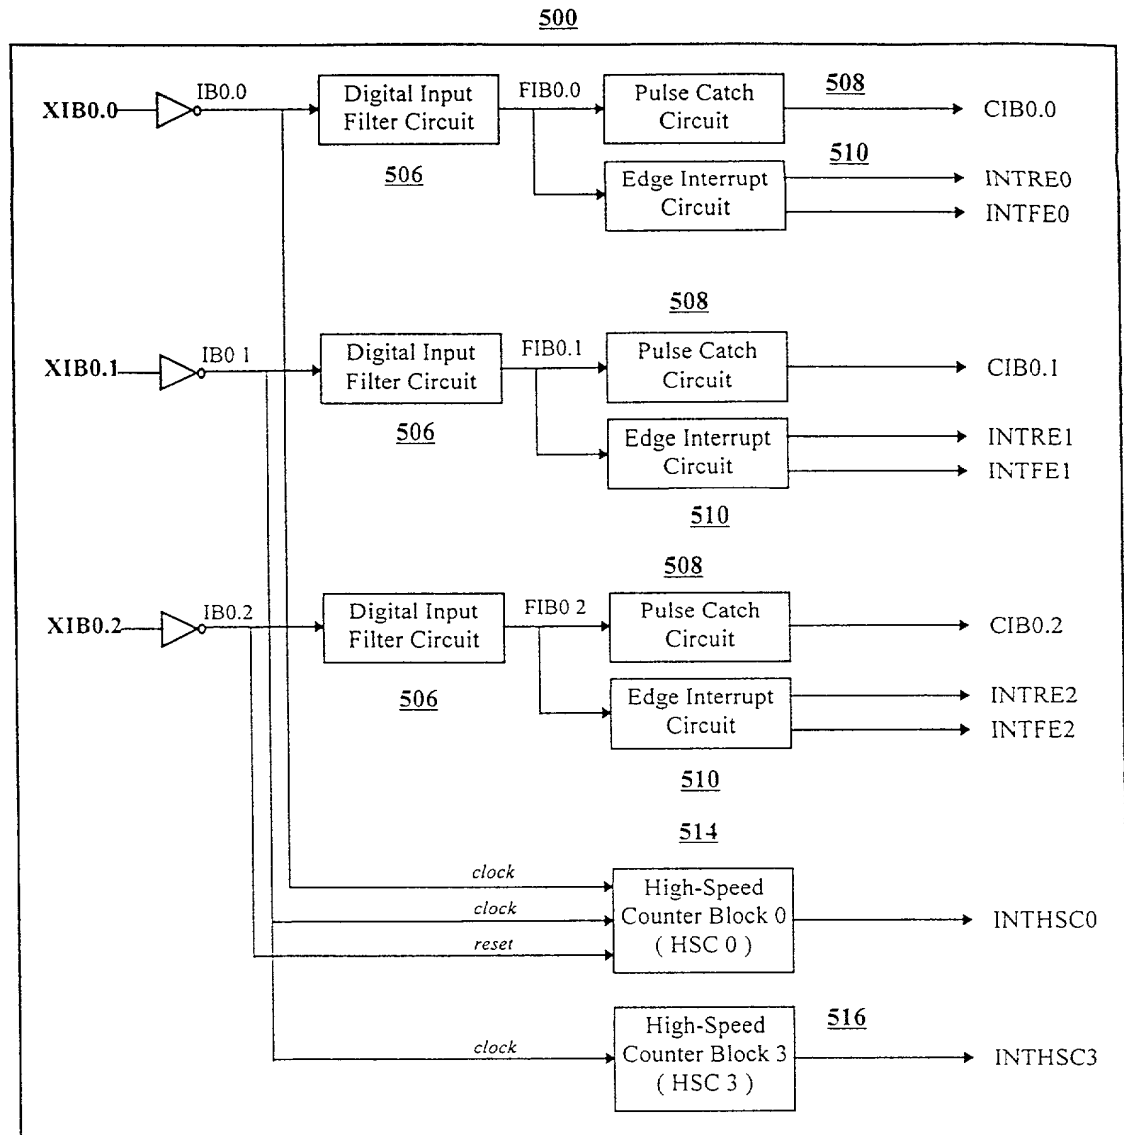 500
XIB0.0
IB0.0
Digital Input
Filter Circuit
506
FIB0.0
Pulse Catch
Circuit
508
CIB0.0
Edge Interrupt
Circuit
510
INTRE0
INTFE0
XIB0.1
IB0 1
Digital Input
Filter Circuit
506
FIB0.1
508
Pulse Catch
Circuit
CIB0.1
Edge Interrupt
Circuit
510
INTRE1
INTFE1
XIB0.2
IB0.2
Digital Input
Filter Circuit
506
FIB0 2
508
Pulse Catch
Circuit
CIB0.2
Edge Interrupt
Circuit
510
INTRE2
INTFE2
514
clock
clock
reset
High-Speed
Counter Block 0
( HSC 0 )
INTHSC0
clock
High-Speed
Counter Block 3
( HSC 3 )
516
INTHSC3